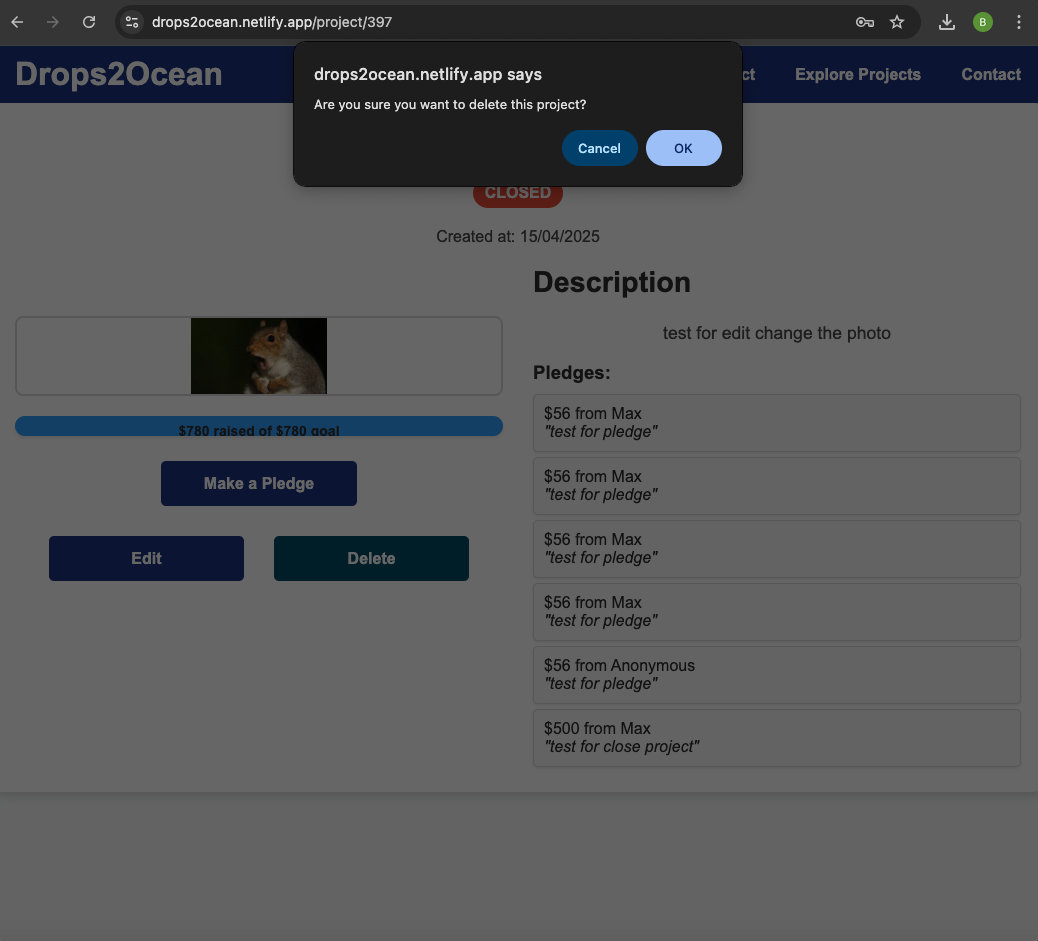 drops2ocean.netlify.app/project/397
B
Drops2Ocean
ct
Explore Projects
Contact
drops2ocean.netlify.app says
Are you sure you want to delete this project?
Cancel
OK
CLOSED
Created at: 15/04/2025
Description
test for edit change the photo
$780 raised of $780 goal
Make a Pledge
Edit
Delete
Pledges:
$56 from Max
"test for pledge"
$56 from Max
"test for pledge"
$56 from Max
"test for pledge"
$56 from Max
"test for pledge"
$56 from Anonymous
"test for pledge"
$500 from Max
"test for close project"